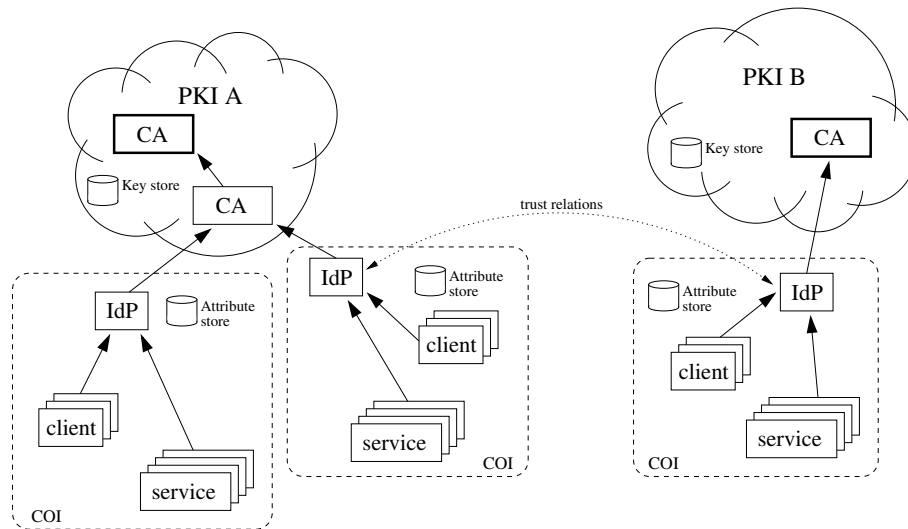 PKI A
CA
Key store
CA
PKI B
CA
Key store
trust relations
IdP
Attribute
store
client
service
COI
IdP
Attribute
store
client
service
COI
IdP
Attribute
store
client
service
COI